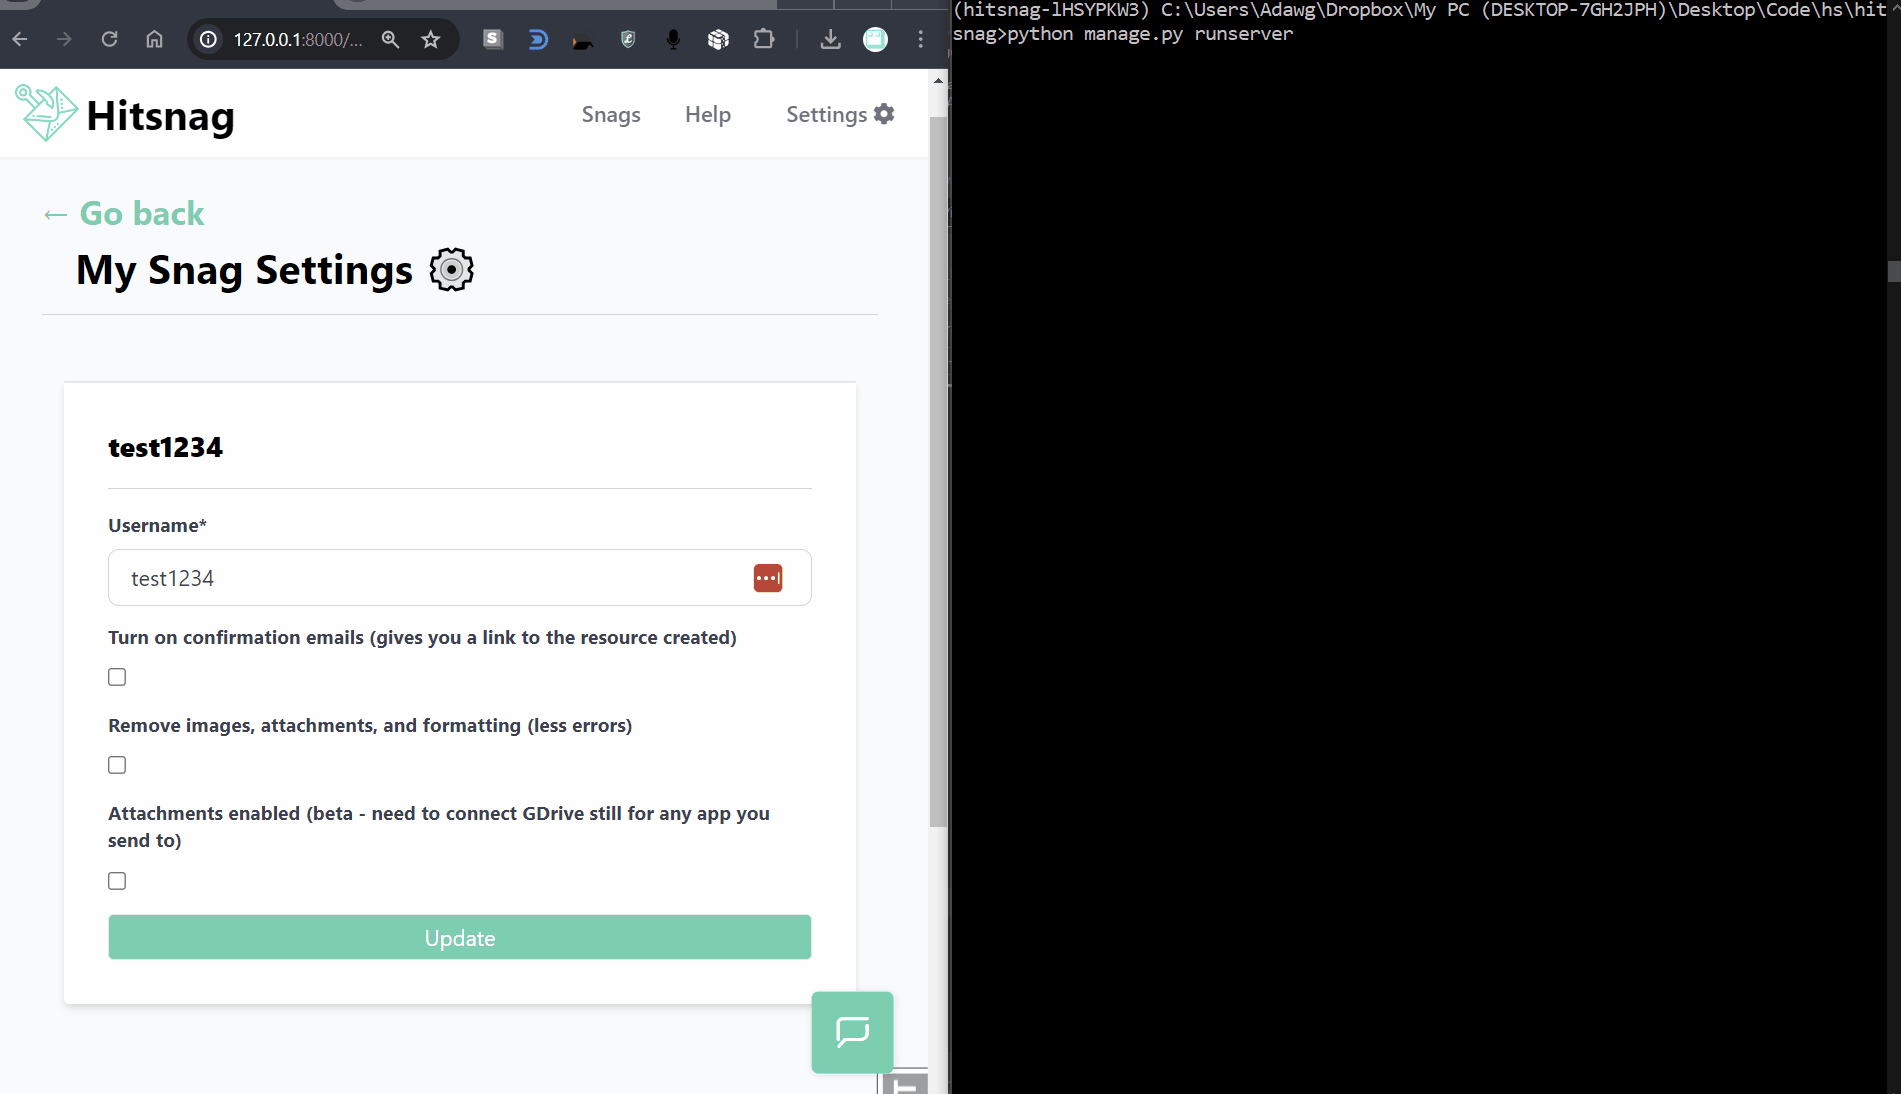 127.0.0.1:8000/...
Hitsnag
Snags
Help
Settings
← Go back
My Snag Settings
test1234
Username*
test1234
Turn on confirmation emails (gives you a link to the resource created)
Remove images, attachments, and formatting (less errors)
Attachments enabled (beta - need to connect GDrive still for any app you
send to)
Update
(hitsnag-lHSYPKW3) C:\Users\Adawg\Dropbox\My PC (DESKTOP-7GH2JPH)\Desktop\Code\hs\hit
snag>python manage.py runserver